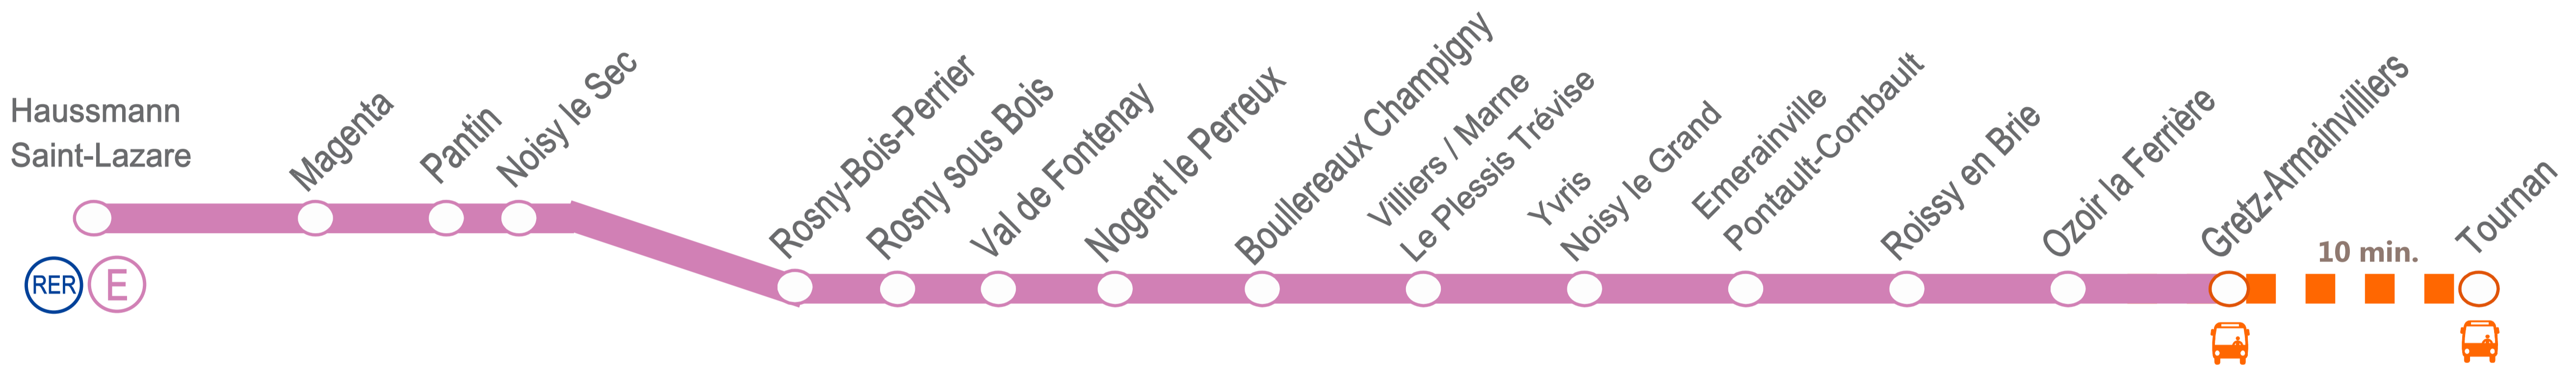 Haussmann
Saint-Lazare
Magenta
Pantin
Noisy le Sec
Rosny-Bois-Perrier
Rosny sous Bois
Val de Fontenay
Nogent le Perreux
Boullereaux Champigny
Villiers / Marne
Le Plessis Trévise
Yvris
Noisy le Grand
Emerainville
Pontault-Combault
Roissy en Brie
Ozoir la Ferrière
Gretz-Armainvilliers
10 min.
Tournan
RER E